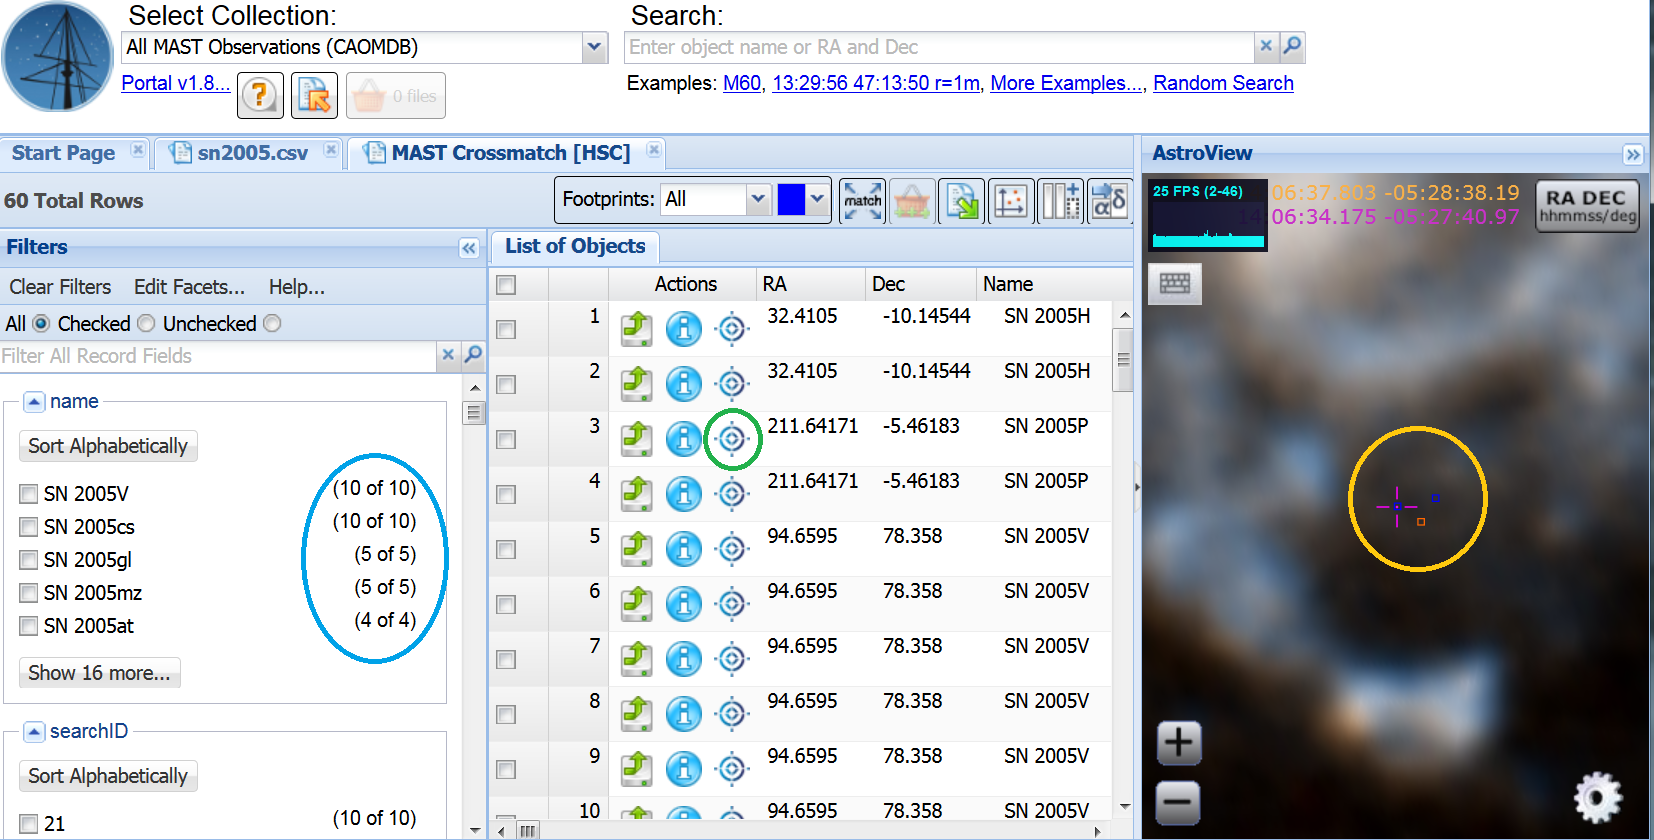 Select Collection:
Search:
All MAST Observations (CAOMDB)
Enter object name or RA and Dec
Portal v1.8...
0 files
Examples: M60, 13:29:56 47:13:50 r=1m, More Examples..., Random Search
Start Page
sn2005.csv
MAST Crossmatch [HSC]
60 Total Rows
Footprints: All
match
αδ
Filters
Clear Filters Edit Facets... Help...
All Checked Unchecked
Filter All Record Fields
name
Sort Alphabetically
SN 2005V (10 of 10)
SN 2005cs (10 of 10)
SN 2005gl (5 of 5)
SN 2005mz (5 of 5)
SN 2005at (4 of 4)
Show 16 more...
searchID
Sort Alphabetically
21 (10 of 10)
List of Objects
Actions RA Dec Name
1 32.4105 -10.14544 SN 2005H
2 32.4105 -10.14544 SN 2005H
3 211.64171 -5.46183 SN 2005P
4 211.64171 -5.46183 SN 2005P
5 94.6595 78.358 SN 2005V
6 94.6595 78.358 SN 2005V
7 94.6595 78.358 SN 2005V
8 94.6595 78.358 SN 2005V
9 94.6595 78.358 SN 2005V
10 94.6595 78.358 SN 2005V
AstroView
25 FPS (2-46)
06:37.803 -05:28:38.19
06:34.175 -05:27:40.97
RA DEC
hhmmss/deg